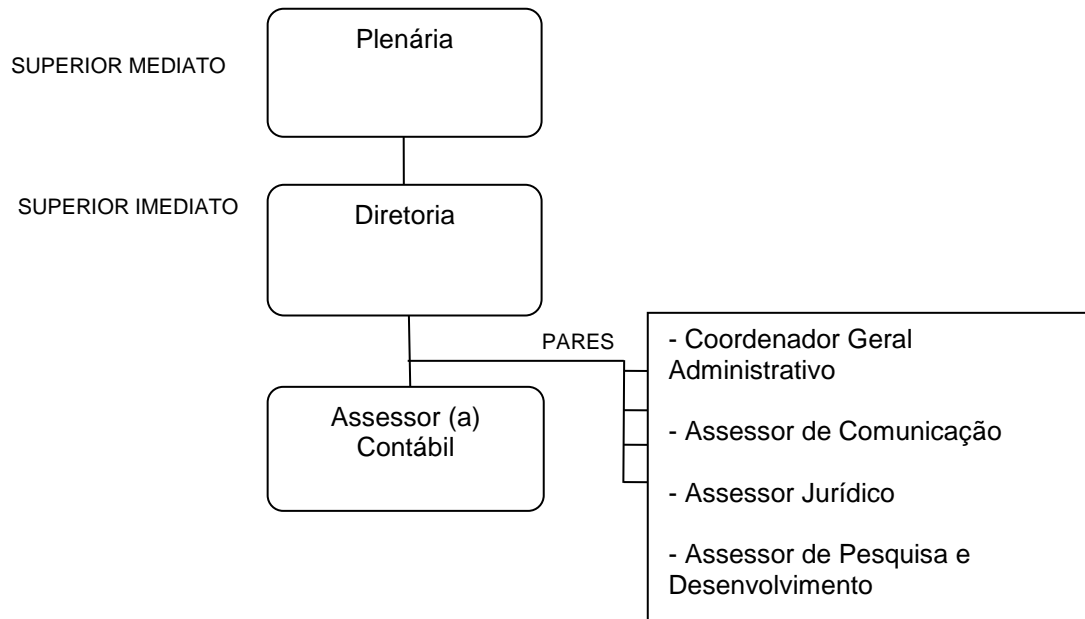 Plenária
SUPERIOR MEDIATO
SUPERIOR IMEDIATO
Diretoria
PARES
- Coordenador Geral
Administrativo
- Assessor de Comunicação
- Assessor Jurídico
- Assessor de Pesquisa e
Desenvolvimento
Assessor (a)
Contábil